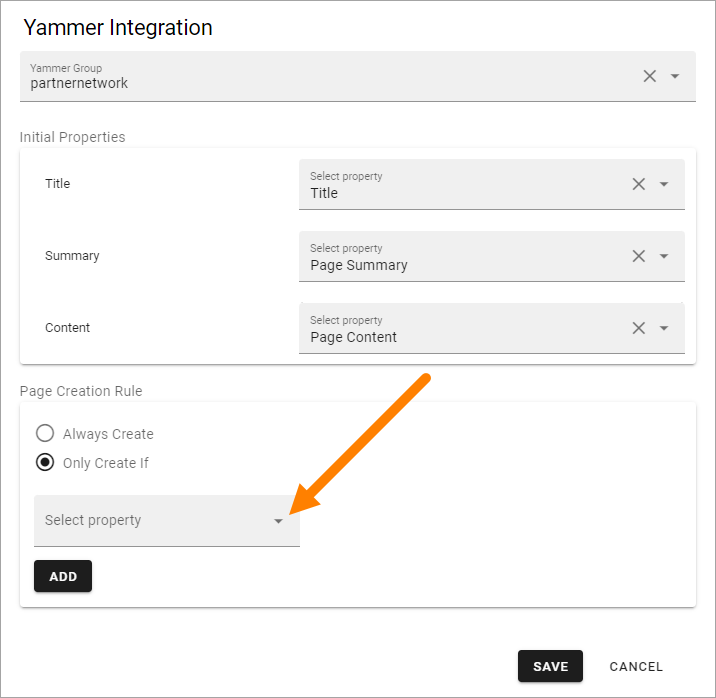 Yammer Integration
Yammer Group
partnernetwork
Initial Properties
Title
Select property
Title
Summary
Select property
Page Summary
Content
Select property
Page Content
Page Creation Rule
Always Create
Only Create If
Select property
ADD
SAVE CANCEL